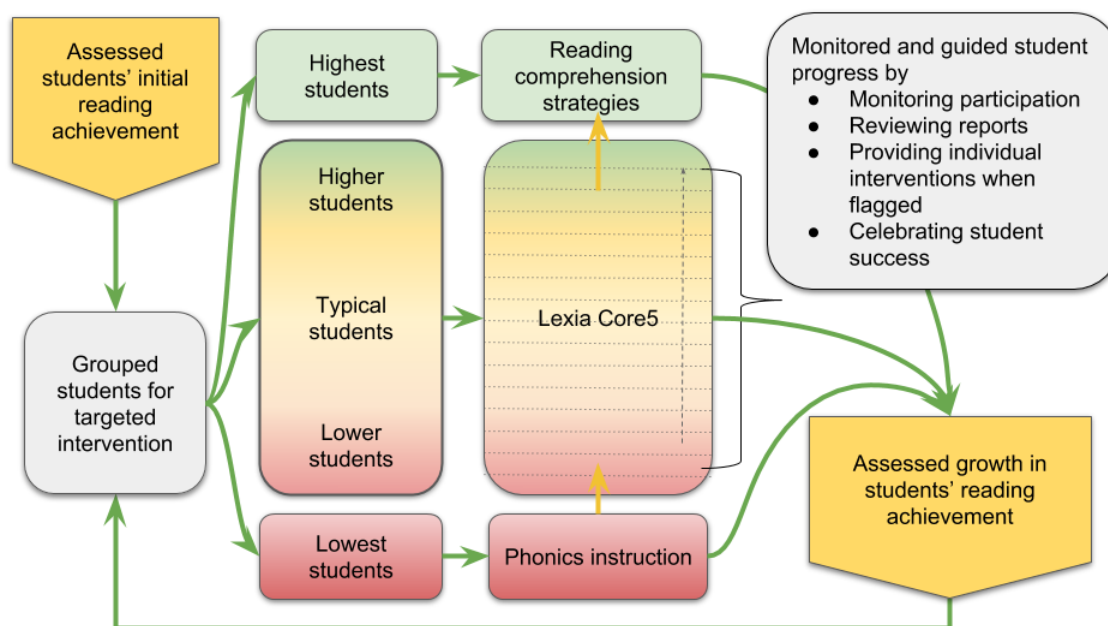 Assessed
students’ initial
reading
achievement
Grouped
students for
targeted
intervention
Highest
students
Reading
comprehension
strategies
Higher
students
Typical
students
Lower
students
Lexia Core5
Lowest
students
Phonics instruction
Monitored and guided student
progress by
● Monitoring participation
● Reviewing reports
● Providing individual
interventions when
flagged
● Celebrating student
success
Assessed growth in
students’ reading
achievement